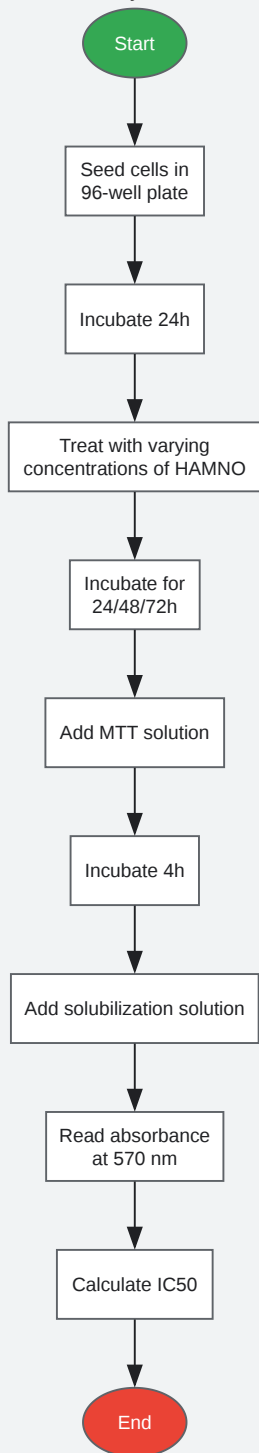 Start
Seed cells in
96-well plate
Incubate 24h
Treat with varying
concentrations of HAMNO
Incubate for
24/48/72h
Add MTT solution
Incubate 4h
Add solubilization solution
Read absorbance
at 570 nm
Calculate IC50
End